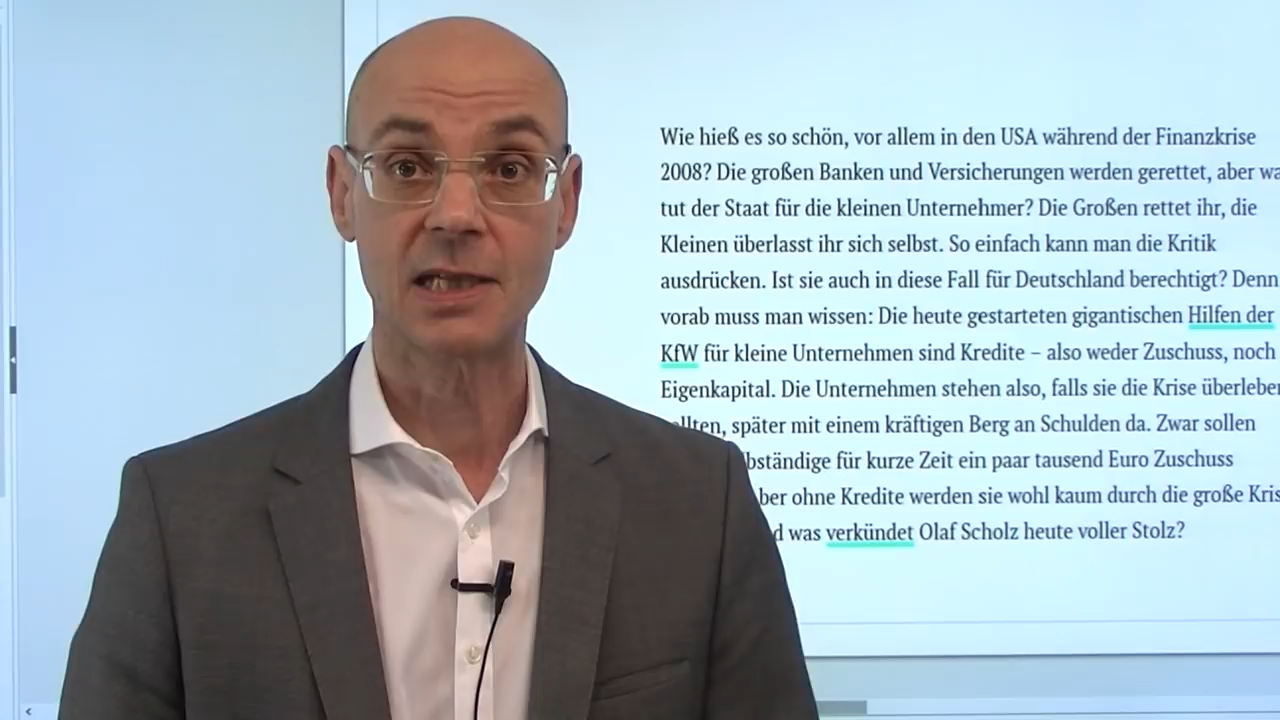 Wie hieß es so schön, vor allem in den USA während der Finanzkrise
2008? Die großen Banken und Versicherungen werden gerettet, aber
tut der Staat für die kleinen Unternehmer? Die Großen rettet ihr, die
Kleinen überlasst ihr sich selbst. So einfach kann man die Kritik
ausdrücken. Ist sie auch in diese Fall für Deutschland berechtigt? Denn
vorab muss man wissen: Die heute gestarteten gigantischen Hilfen der
KfW für kleine Unternehmen sind Kredite – also weder Zuschuss, noch
Eigenkapital. Die Unternehmen stehen also, falls sie die Krise
später mit einem kräftigen Berg an Schulden da. Zwar sollen
für kurze Zeit ein paar tausend Euro Zuschuss
ohne Kredite werden sie wohl kaum durch die große
was verkündet Olaf Scholz heute voller Stolz?